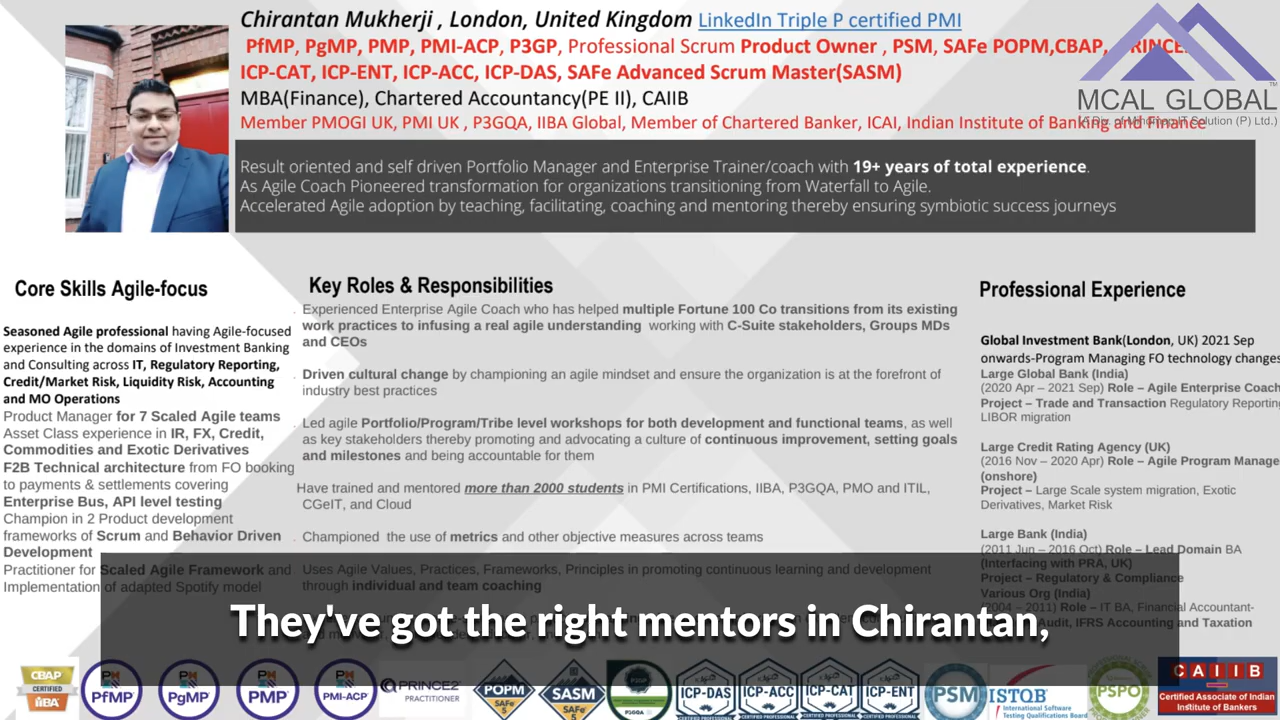 Chirantan Mukherji , London, United Kingdom LinkedIn Triple P certified PMI
PfMP, PgMP, PMP, PMI-ACP, P3GP, Professional Scrum Product Owner , PSM, SAFe POPM,CBAP,
ICP-CAT, ICP-ENT, ICP-ACC, ICP-DAS, SAFe Advanced Scrum Master(SASM)
MBA(Finance), Chartered Accountancy(PE II), CAIIB
Member PMOGI UK, PMI UK , P3GQA, IIBA Global, Member of Chartered Banker, ICAI, Indian Institute of Banking and Finance
MCAL GLOBAL
TM
Solution (P) Ltd.)
Result oriented and self driven Portfolio Manager and Enterprise Trainer/coach with 19+ years of total experience.
As Agile Coach Pioneered transformation for organizations transitioning from Waterfall to Agile.
Accelerated Agile adoption by teaching, facilitating, coaching and mentoring thereby ensuring symbiotic success journeys
Core Skills Agile-focus
Seasoned Agile professional having Agile-focused
experience in the domains of Investment Banking
and Consulting across IT, Regulatory Reporting,
Credit/Market Risk, Liquidity Risk, Accounting
and MO Operations
Product Manager for 7 Scaled Agile teams
Asset Class experience in IR, FX, Credit,
Commodities and Exotic Derivatives
F2B Technical architecture from FO booking
to payments & settlements covering
Enterprise Bus, API level testing
Champion in 2 Product development
frameworks of Scrum and Behavior Driven
Development
Practitioner for Scaled Agile Framework and
Implementation of adapted Spotify model
Key Roles & Responsibilities
Experienced Enterprise Agile Coach who has helped multiple Fortune 100 Co transitions from its existing
work practices to infusing a real agile understanding working with C-Suite stakeholders, Groups MDs
and CEOs
Driven cultural change by championing an agile mindset and ensure the organization is at the forefront of
industry best practices
Led agile Portfolio/Program/Tribe level workshops for both development and functional teams, as well
as key stakeholders thereby promoting and advocating a culture of continuous improvement, setting goals
and milestones and being accountable for them
Have trained and mentored more than 2000 students in PMI Certifications, IIBA, P3GQA, PMO and ITIL,
CGeIT, and Cloud
Championed the use of metrics and other objective measures across teams
Uses Agile Values, Practices, Frameworks, Principles in promoting continuous learning and development
through individual and team coaching
Professional Experience
Global Investment Bank(London, UK) 2021 Sep
onwards-Program Managing FO technology changes
Large Global Bank (India)
(2020 Apr – 2021 Sep) Role – Agile Enterprise Coach
Project – Trade and Transaction Regulatory Reporting
LIBOR migration
Large Credit Rating Agency (UK)
(2016 Nov – 2020 Apr) Role – Agile Program Manage
(onshore)
Project – Large Scale system migration, Exotic
Derivatives, Market Risk
Large Bank (India)
(2011 Jun – 2016 Oct) Role – Lead Domain BA
(Interfacing with PRA, UK)
Project – Regulatory & Compliance
Various Org (India)
(2004 – 2011) Role – IT BA, Financial Accountant-
Audit, IFRS Accounting and Taxation
They've got the right mentors in Chirantan,
CBAP
CERTIFIED
IIBA
PfMP
PgMP
PMP
PMI-ACP
PRINCE2
PRACTITIONER
POPM
SAFe 5
SASM
SAFe 5
P3GQA
ICP-DAS
ICP-ACC
ICP-CAT
ICP-ENT
PSM
ISTQB
International Software
Testing Qualifications Board
PSPO
CAIIB
Certified Associate of Indian
Institute of Bankers